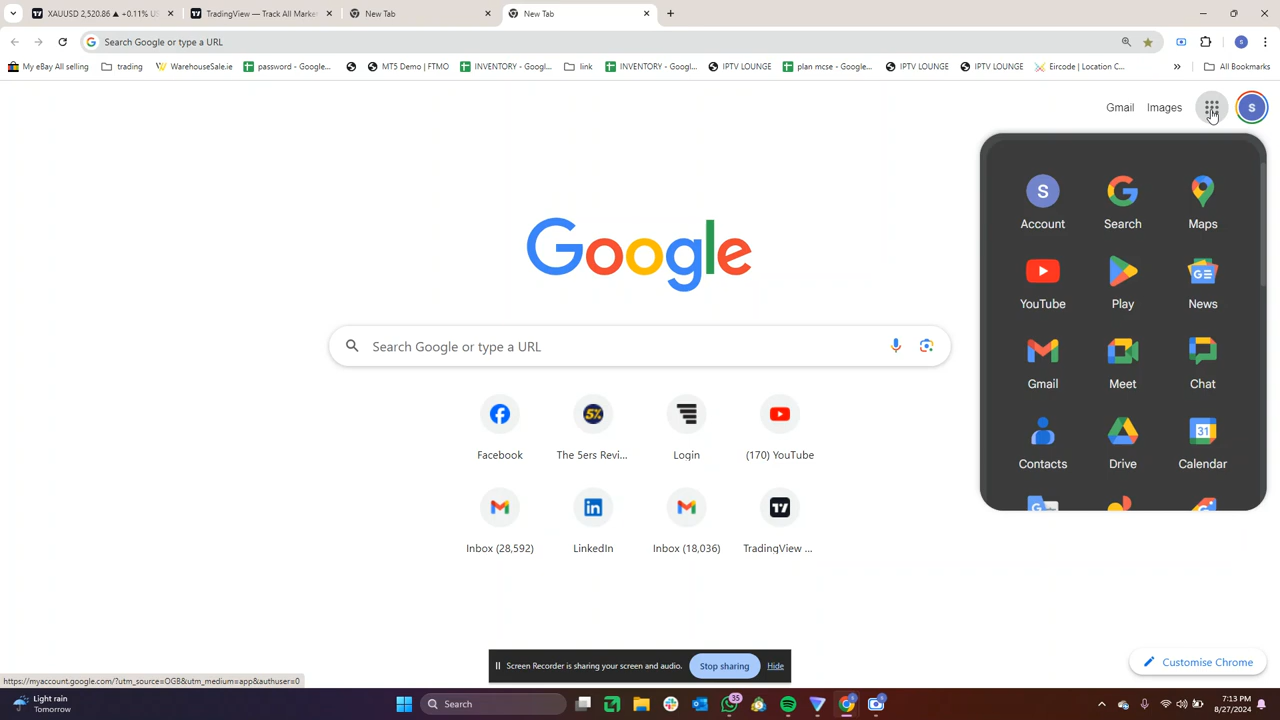 XAUUSD 2,520.86 ▲ +0.11% U
TradingView — Track All Market
New Tab
New Tab
Search Google or type a URL
My eBay All selling
trading
WarehouseSale.ie
password - Google...
MT5 Demo | FTMO
INVENTORY - Googl...
link
INVENTORY - Googl...
IPTV LOUNGE
plan mcse - Google...
IPTV LOUNGE
IPTV LOUNGE
Eircode | Location C...
»
All Bookmarks
Gmail
Images
S
S
Account
Search
Maps
YouTube
Play
News
Gmail
Meet
Chat
31
Contacts
Drive
Calendar
Google
Search Google or type a URL
5%
Facebook
The 5ers Revi...
Login
(170) YouTube
Inbox (28,592)
LinkedIn
Inbox (18,036)
TradingView ...
Screen Recorder is sharing your screen and audio.
Stop sharing
Hide
Customise Chrome
https://myaccount.google.com/?utm_source=OGB&utm_medium=app&authuser=0
Light rain
Tomorrow
Search
35
7:13 PM
8/27/2024